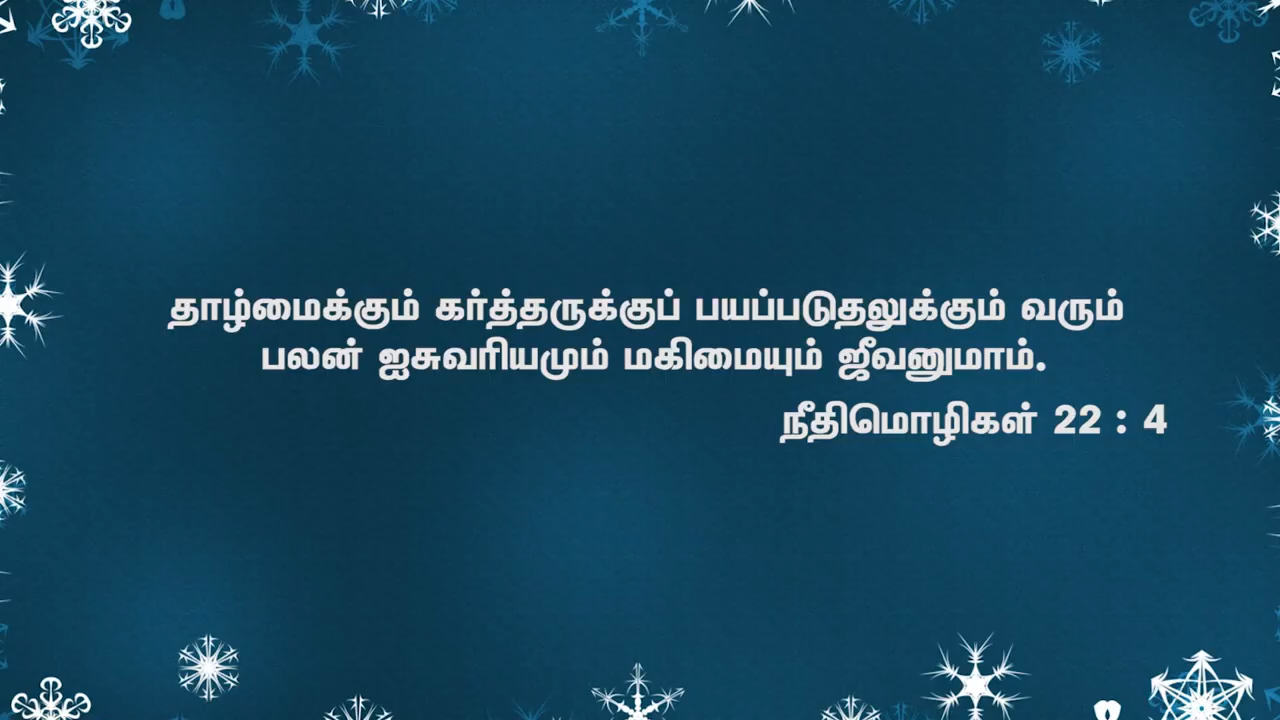 தாழ்மைக்கும் கர்த்தருக்குப் பயப்படுதலுக்கும் வரும்
பலன் ஐசுவரியமும் மகிமையும் ஜீவனுமாம்.
நீதிமொழிகள் 22 : 4